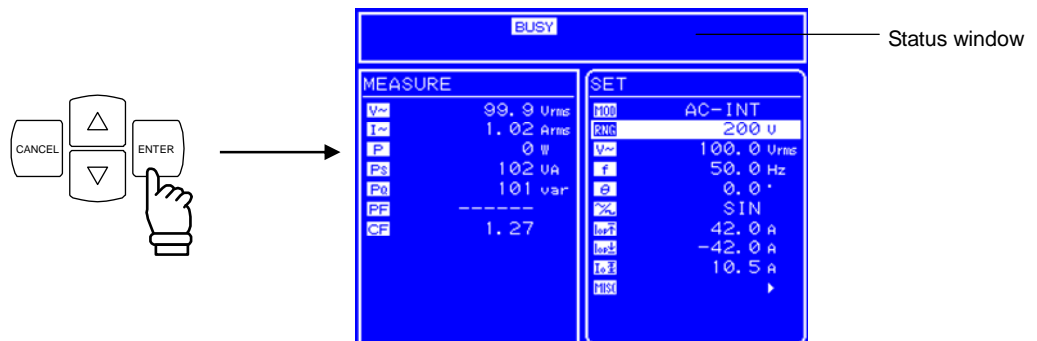 BUSY
Status window
CANCEL
ENTER
MEASURE
V~ 99.9 Vrms
I~ 1.02 Arms
P 0 W
PS 102 VA
PQ 101 var
PF ------
CF 1.27
SET
MOD AC-INT
RNG 200 V
V~ 100.0 Vrms
f 50.0 Hz
θ 0.0°
SIN
42.0 A
-42.0 A
10.5 A
MISC